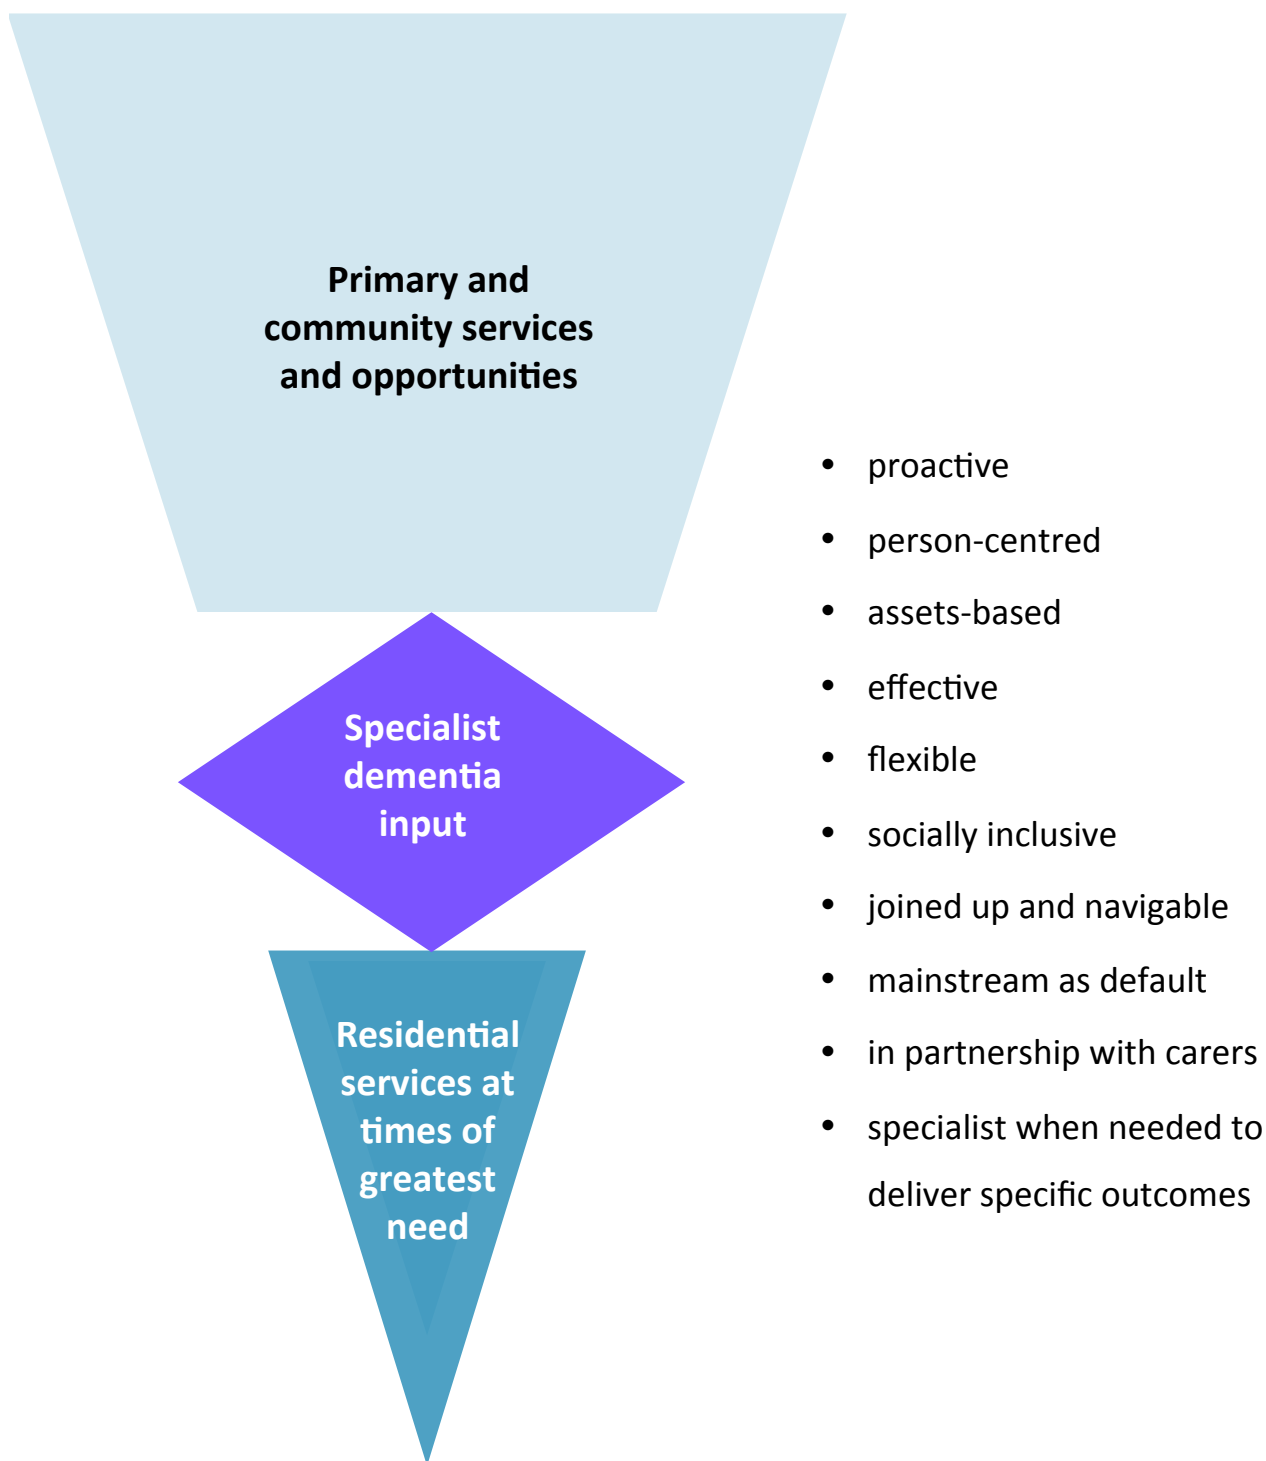 Primary and
community services
and opportunities
Specialist
dementia
input
Residential
services at
times of
greatest
need
• proactive
• person-centred
• assets-based
• effective
• flexible
• socially inclusive
• joined up and navigable
• mainstream as default
• in partnership with carers
• specialist when needed to
deliver specific outcomes